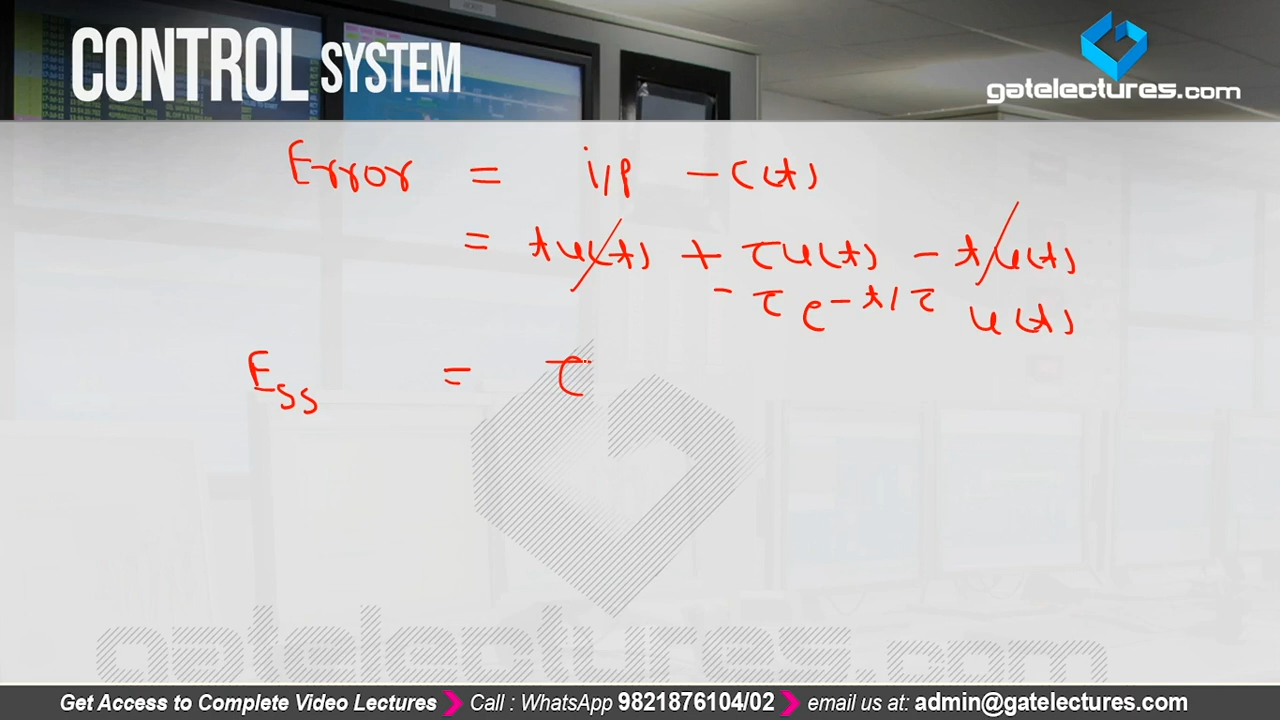 CONTROL SYSTEM
gatelectures.com
Error = i/p - c(t)
= tu(t) + τu(t) - tu(t)
- τe^-t/τ u(t)
Ess = τ
gatelectures.com
Get Access to Complete Video Lectures Call : WhatsApp 9821876104/02 email us at: admin@gatelectures.com